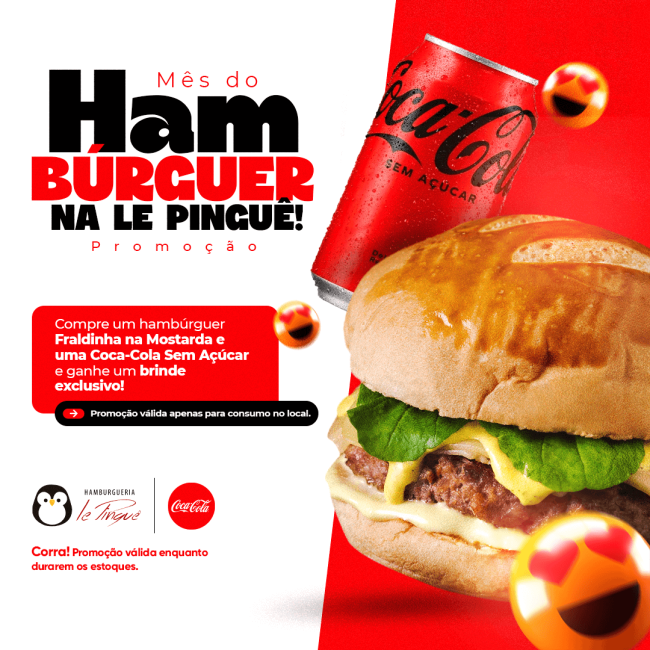 Mês do
Ham
BÚRGUER
NA LE PINGUÊ!
Promoção
Coca-Cola
SEM AÇÚCAR
Compre um hambúrguer
Fraldinha na Mostarda e
uma Coca-Cola Sem Açúcar
e ganhe um brinde
exclusivo!
Promoção válida apenas para consumo no local.
HAMBURGUERIA
le Pinguê
Coca-Cola
Corra! Promoção válida enquanto
durarem os estoques.